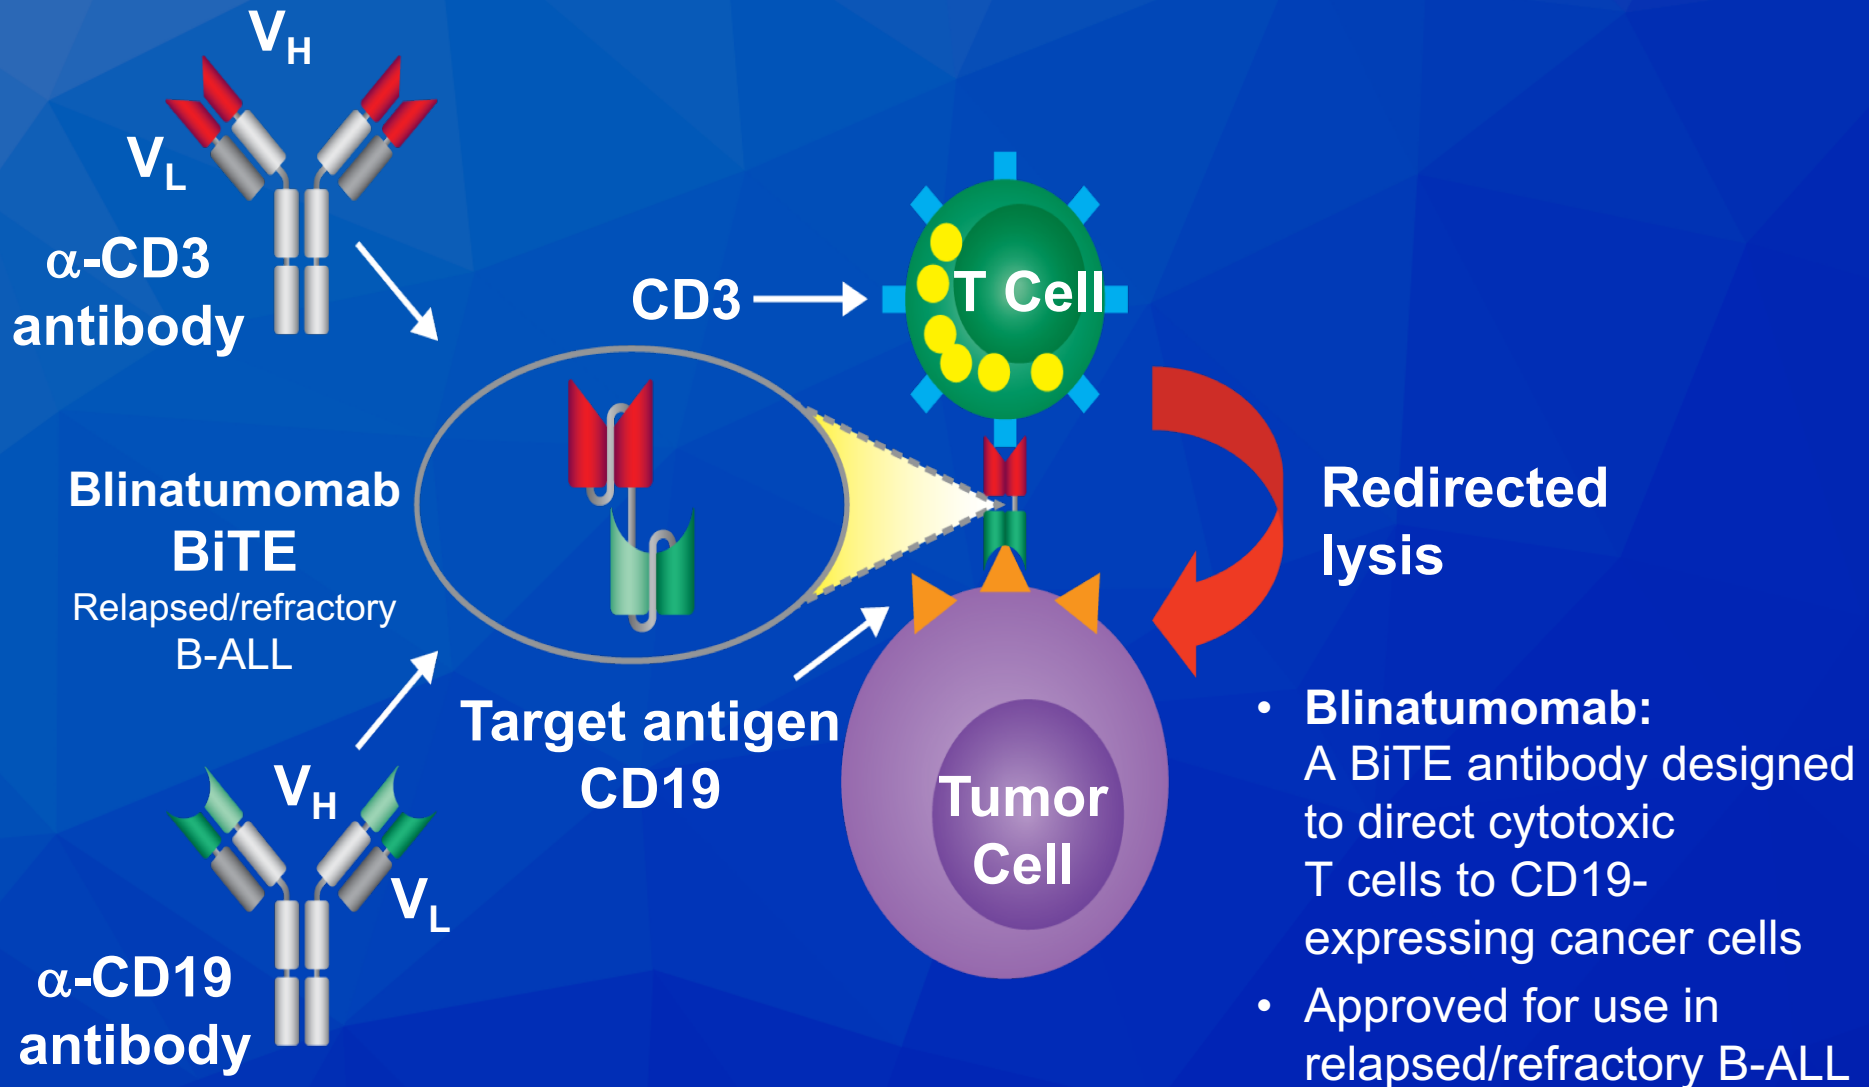 VH
VL
α-CD3
antibody
CD3
T Cell
Blinatumomab
BiTE
Relapsed/refractory
B-ALL
Redirected
lysis
Target antigen
CD19
Tumor
Cell
VH
VL
α-CD19
antibody
• Blinatumomab:
A BiTE antibody designed
to direct cytotoxic
T cells to CD19-
expressing cancer cells
• Approved for use in
relapsed/refractory B-ALL